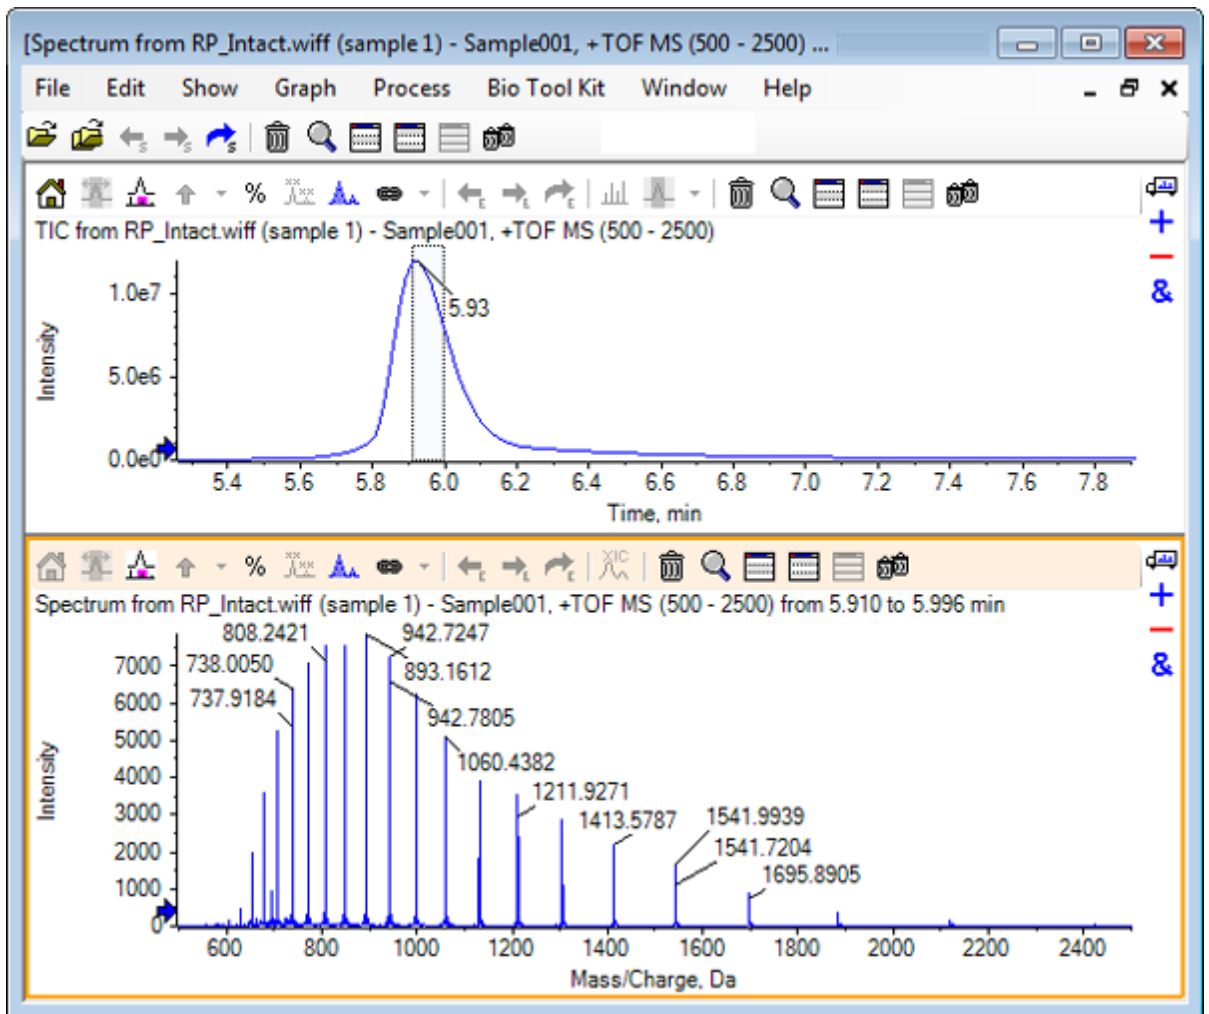 [Spectrum from RP_Intact.wiff (sample 1) - Sample001, +TOF MS (500 - 2500) ...
File Edit Show Graph Process Bio Tool Kit Window Help
%
TIC from RP_Intact.wiff (sample 1) - Sample001, +TOF MS (500 - 2500)
&
1.0e7
5.0e6
0.0e0
Intensity
5.93
5.4 5.6 5.8 6.0 6.2 6.4 6.6 6.8 7.0 7.2 7.4 7.6 7.8
Time, min
% XIC
Spectrum from RP_Intact.wiff (sample 1) - Sample001, +TOF MS (500 - 2500) from 5.910 to 5.996 min
&
7000
6000
5000
4000
3000
2000
1000
0
Intensity
808.2421
942.7247
738.0050
893.1612
737.9184
942.7805
1060.4382
1211.9271
1413.5787
1541.9939
1541.7204
1695.8905
600 800 1000 1200 1400 1600 1800 2000 2200 2400
Mass/Charge, Da